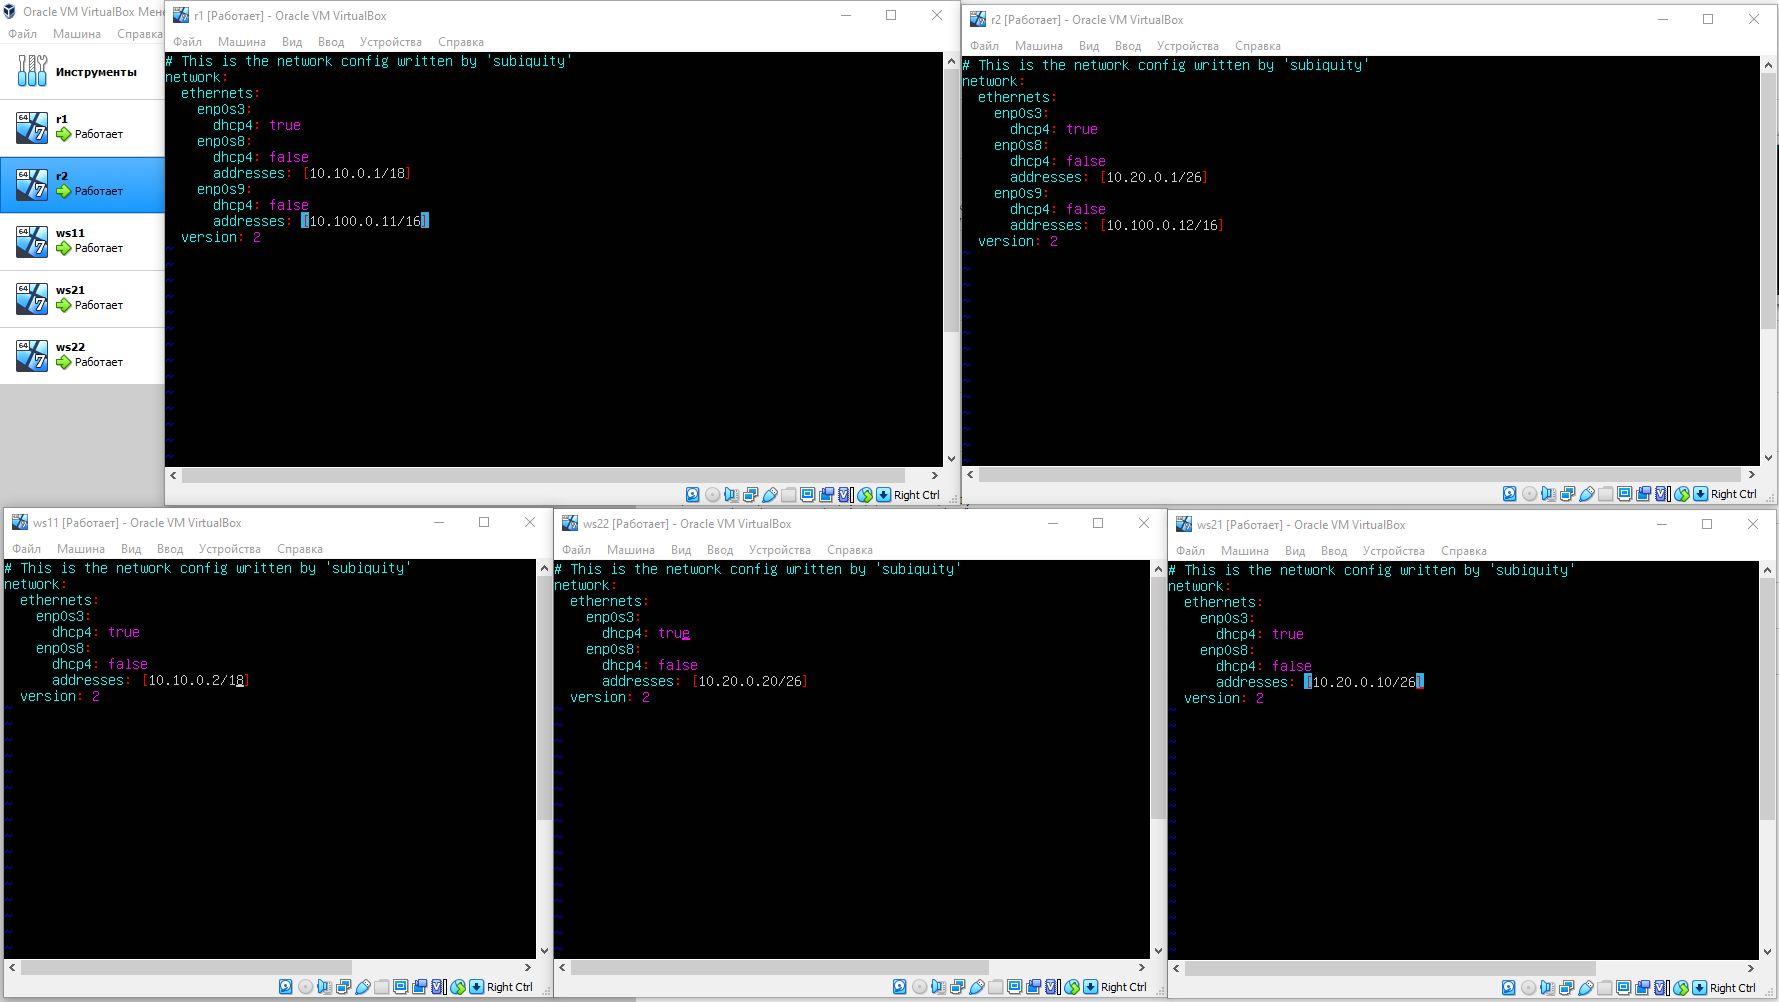 Oracle VM VirtualBox Мене
Файл Машина Справка
Инструменты
r1
Работает
r2
Работает
ws11
Работает
ws21
Работает
ws22
Работает
r1 [Работает] - Oracle VM VirtualBox
Файл Машина Вид Ввод Устройства Справка
# This is the network config written by 'subiquity'
network:
  ethernets:
    enp0s3:
      dhcp4: true
    enp0s8:
      dhcp4: false
      addresses: [10.10.0.1/18]
    enp0s9:
      dhcp4: false
      addresses: [10.100.0.11/16]
  version: 2
Right Ctrl
r2 [Работает] - Oracle VM VirtualBox
Файл Машина Вид Ввод Устройства Справка
# This is the network config written by 'subiquity'
network:
  ethernets:
    enp0s3:
      dhcp4: true
    enp0s8:
      dhcp4: false
      addresses: [10.20.0.1/26]
    enp0s9:
      dhcp4: false
      addresses: [10.100.0.12/16]
  version: 2
Right Ctrl
ws11 [Работает] - Oracle VM VirtualBox
Файл Машина Вид Ввод Устройства Справка
# This is the network config written by 'subiquity'
network:
  ethernets:
    enp0s3:
      dhcp4: true
    enp0s8:
      dhcp4: false
      addresses: [10.10.0.2/18]
  version: 2
Right Ctrl
ws22 [Работает] - Oracle VM VirtualBox
Файл Машина Вид Ввод Устройства Справка
# This is the network config written by 'subiquity'
network:
  ethernets:
    enp0s3:
      dhcp4: true
    enp0s8:
      dhcp4: false
      addresses: [10.20.0.20/26]
  version: 2
Right Ctrl
ws21 [Работает] - Oracle VM VirtualBox
Файл Машина Вид Ввод Устройства Справка
# This is the network config written by 'subiquity'
network:
  ethernets:
    enp0s3:
      dhcp4: true
    enp0s8:
      dhcp4: false
      addresses: [10.20.0.10/26]
  version: 2
Right Ctrl